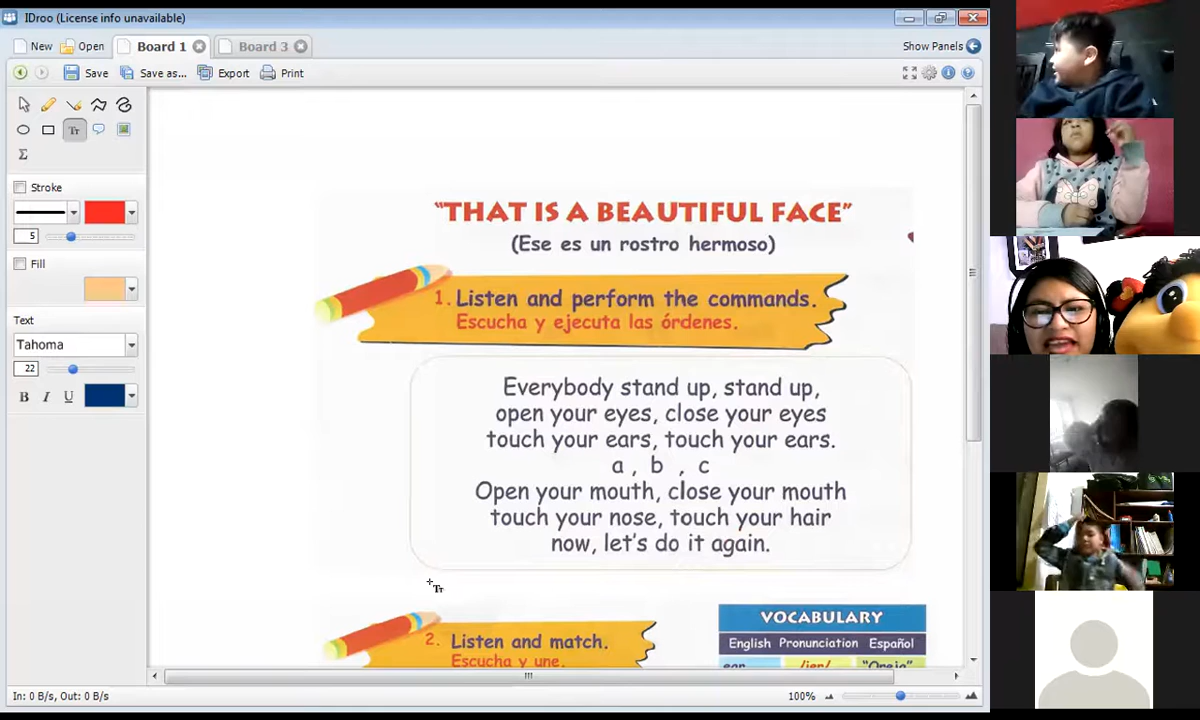 IDroo (License info unavailable)
New Open Board 1 Board 3 Show Panels
Save Save as... Export Print
Tr
Σ
Stroke
5
Fill
Text
Tahoma
22
B I U
"THAT IS A BEAUTIFUL FACE"
(Ese es un rostro hermoso)
1. Listen and perform the commands.
Escucha y ejecuta las órdenes.
Everybody stand up, stand up,
open your eyes, close your eyes
touch your ears, touch your ears.
a , b , c
Open your mouth, close your mouth
touch your nose, touch your hair
now, let's do it again.
2. Listen and match.
Escucha y une.
VOCABULARY
English Pronunciation Español
ear /ier/ "Oreja"
In: 0 B/s, Out: 0 B/s
100%